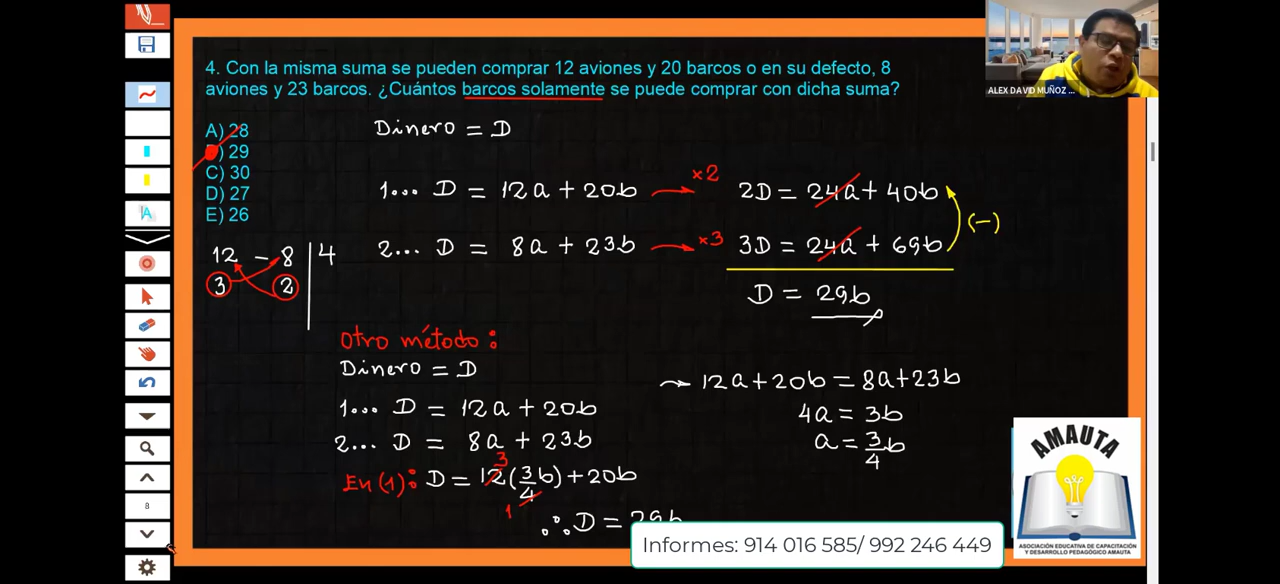 4. Con la misma suma se pueden comprar 12 aviones y 20 barcos o en su defecto, 8
aviones y 23 barcos. ¿Cuántos barcos solamente se puede comprar con dicha suma?
A) 28
) 29
C) 30
D) 27
E) 26
12 - 8 | 4
3 2
Dinero = D
1... D = 12a + 20b → ×2
2D = 24a + 40b
2... D = 8a + 23b → ×3
3D = 24a + 69b
(-)
D = 29b
Otro método:
Dinero = D
1... D = 12a + 20b
2... D = 8a + 23b
En (1): D = 12(3/4 b) + 20b
3
1
∴ D = 29b
→ 12a + 20b = 8a + 23b
4a = 3b
a = 3/4 b
ALEX DAVID MUÑOZ ...
8
AMAUTA
ASOCIACIÓN EDUCATIVA DE CAPACITACIÓN
Y DESARROLLO PEDAGÓGICO AMAUTA
Informes: 914 016 585/ 992 246 449